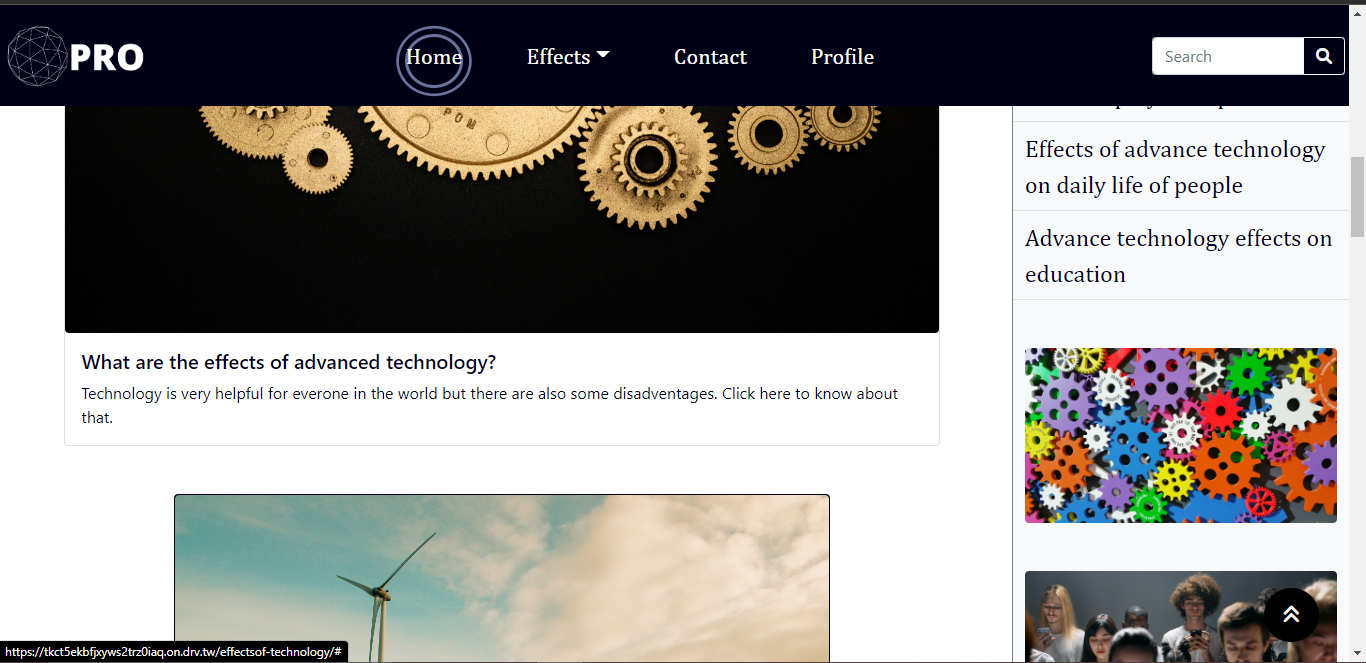 PRO
Home
Effects
Contact
Profile
Search
Effects of advance technology
on daily life of people
Advance technology effects on
education
POM
What are the effects of advanced technology?
Technology is very helpful for everone in the world but there are also some disadvantages. Click here to know about
that.
https://tkct5ekbfjxyws2trz0iaq.on.drv.tw/effectsof-technology/#